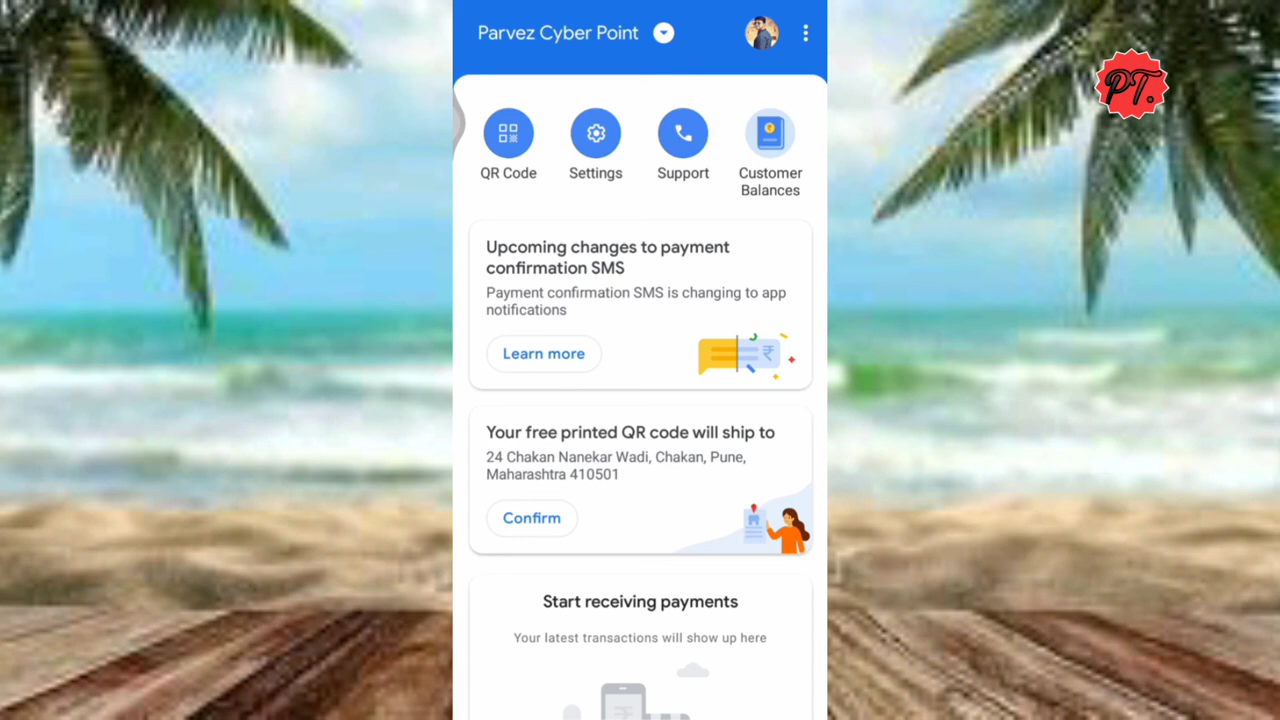 Parvez Cyber Point
PT.
QR Code
Settings
Support
Customer
Balances
Upcoming changes to payment
confirmation SMS
Payment confirmation SMS is changing to app
notifications
Learn more
₹
Your free printed QR code will ship to
24 Chakan Nanekar Wadi, Chakan, Pune,
Maharashtra 410501
Confirm
Start receiving payments
Your latest transactions will show up here
₹